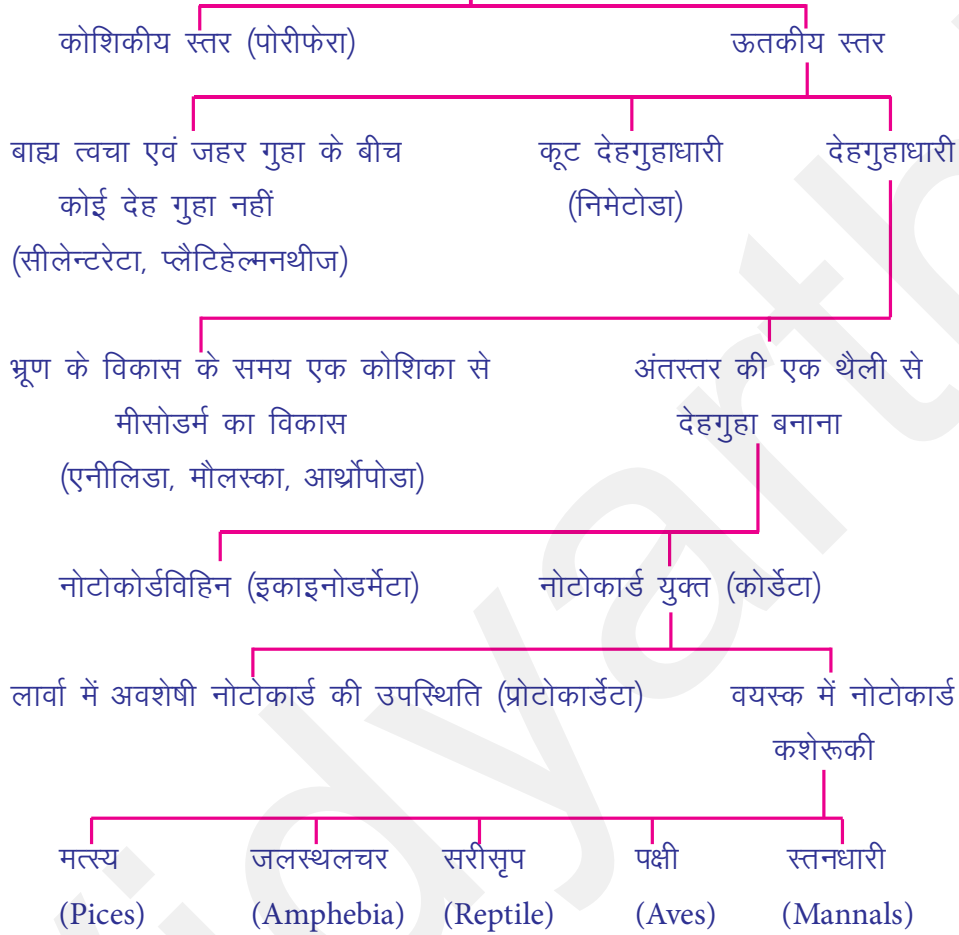 कोशिकीय स्तर (पोरीफेरा) ऊतकीय स्तर
बाह्य त्वचा एवं जहर गुहा के बीच कूट देहगुहाधारी देहगुहाधारी
कोई देह गुहा नहीं (निमेटोडा)
(सीलेन्टरेटा, प्लैटिहेल्मनथीज)
भ्रूण के विकास के समय एक कोशिका से अंतस्तर की एक थैली से
मीसोडर्म का विकास देहगुहा बनाना
(एनीलिडा, मौलस्का, आर्थ्रोपोडा)
नोटोकोर्डविहिन (इकाइनोडर्मेटा) नोटोकार्ड युक्त (कोर्डेटा)
लार्वा में अवशेषी नोटोकार्ड की उपस्थिति (प्रोटोकार्डेटा) वयस्क में नोटोकार्ड
कशेरूकी
मत्स्य जलस्थलचर सरीसृप पक्षी स्तनधारी
(Pices) (Amphebia) (Reptile) (Aves) (Mannals)